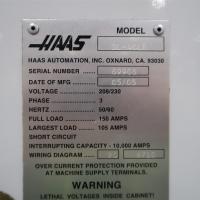 HAAS
MODEL
HAAS AUTOMATION, INC. OXNARD, CA. 93030
SERIAL NUMBER
DATE OF MFG 05/05
VOLTAGE 208/230
PHASE 3
HERTZ 50/60
FULL LOAD 150 AMPS
LARGEST LOAD 105 AMPS
SHORT CIRCUIT
INTERRUPTING CAPACITY - 10,000 AMPS
WIRING DIAGRAM
OVER CURRENT PROTECTION PROVIDED
AT MACHINE SUPPLY TERMINALS.
WARNING
LETHAL VOLTAGES INSIDE CABINET!